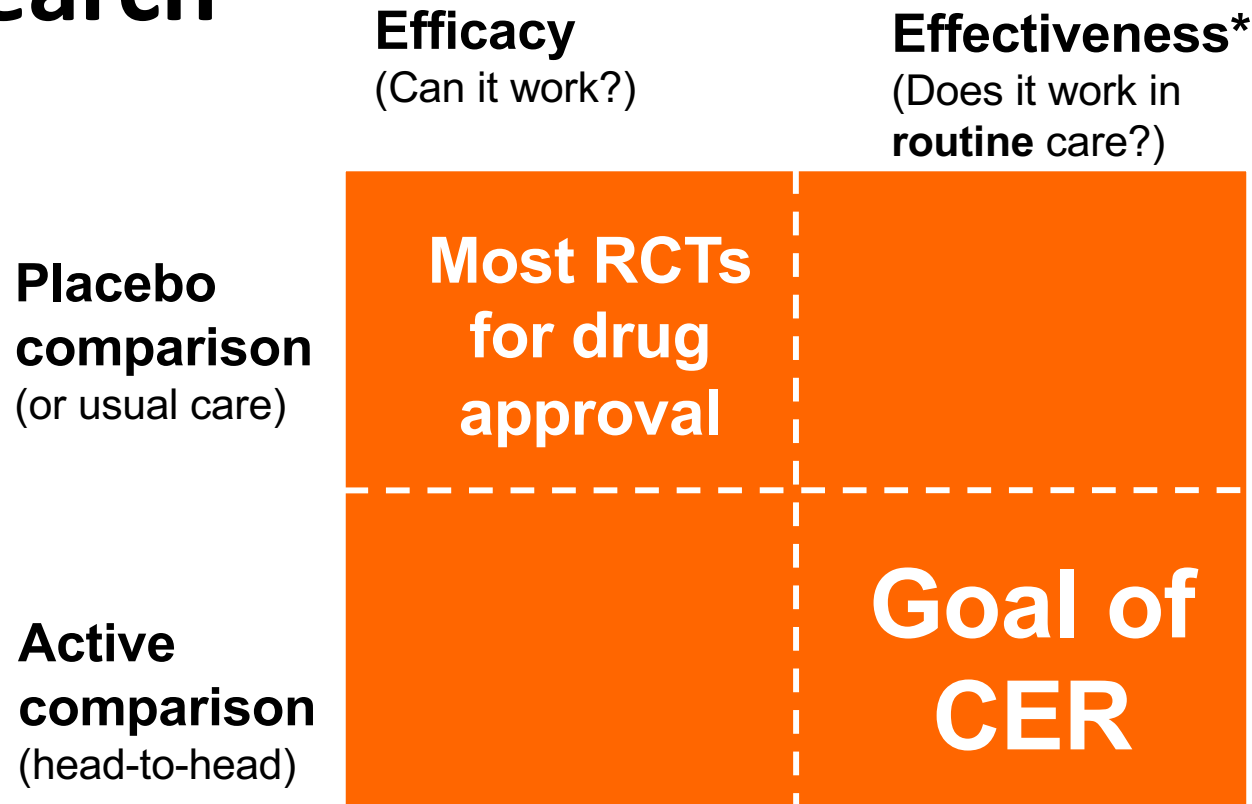 Efficacy
(Can it work?)
Effectiveness*
(Does it work in
routine care?)
Placebo
comparison
(or usual care)
Most RCTs
for drug
approval
Active
comparison
(head-to-head)
Goal of
CER